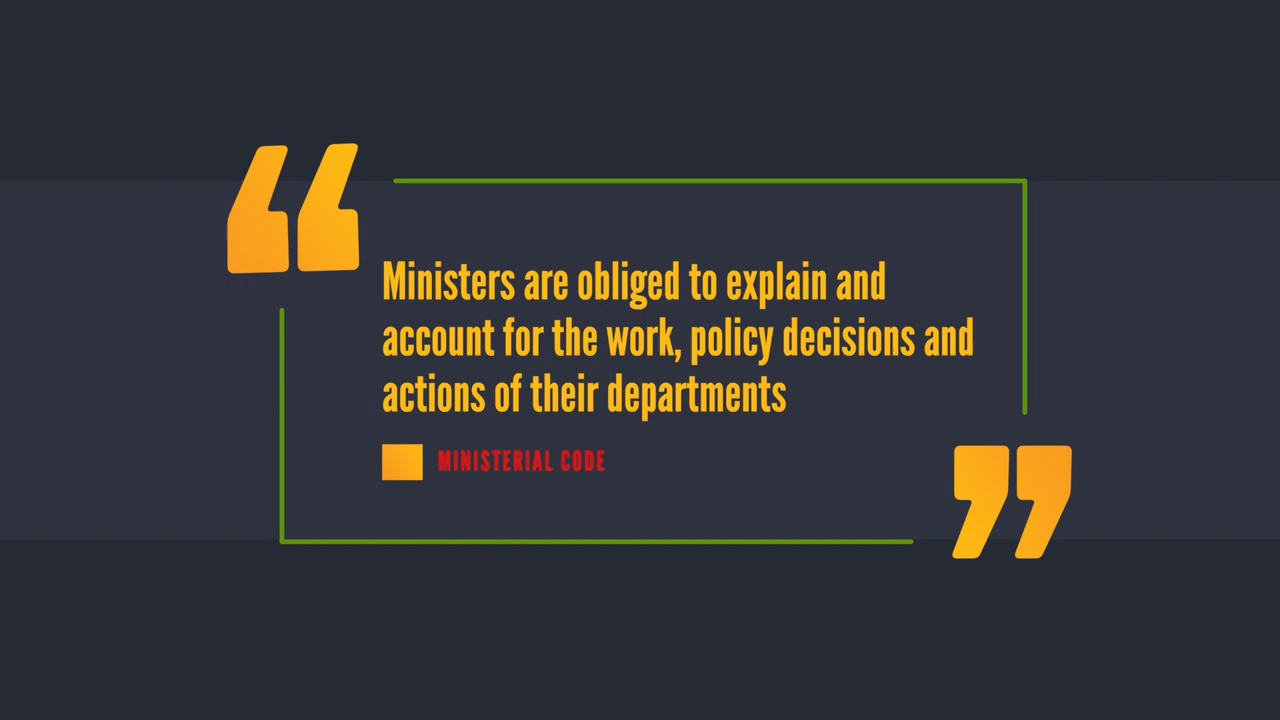 “
Ministers are obliged to explain and
account for the work, policy decisions and
actions of their departments
MINISTERIAL CODE
”